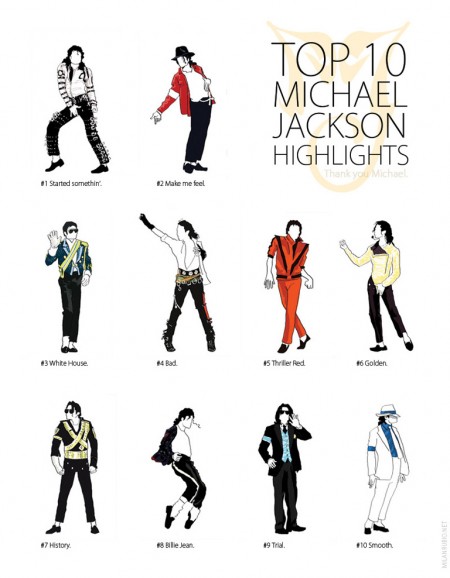 TOP 10
MICHAEL
JACKSON
HIGHLIGHTS
Thank you Michael.
#1 Started somethin'.
#2 Make me feel.
#3 White House.
#4 Bad.
#5 Thriller Red.
#6 Golden.
#7 History.
#8 Billie Jean.
#9 Trial.
#10 Smooth.